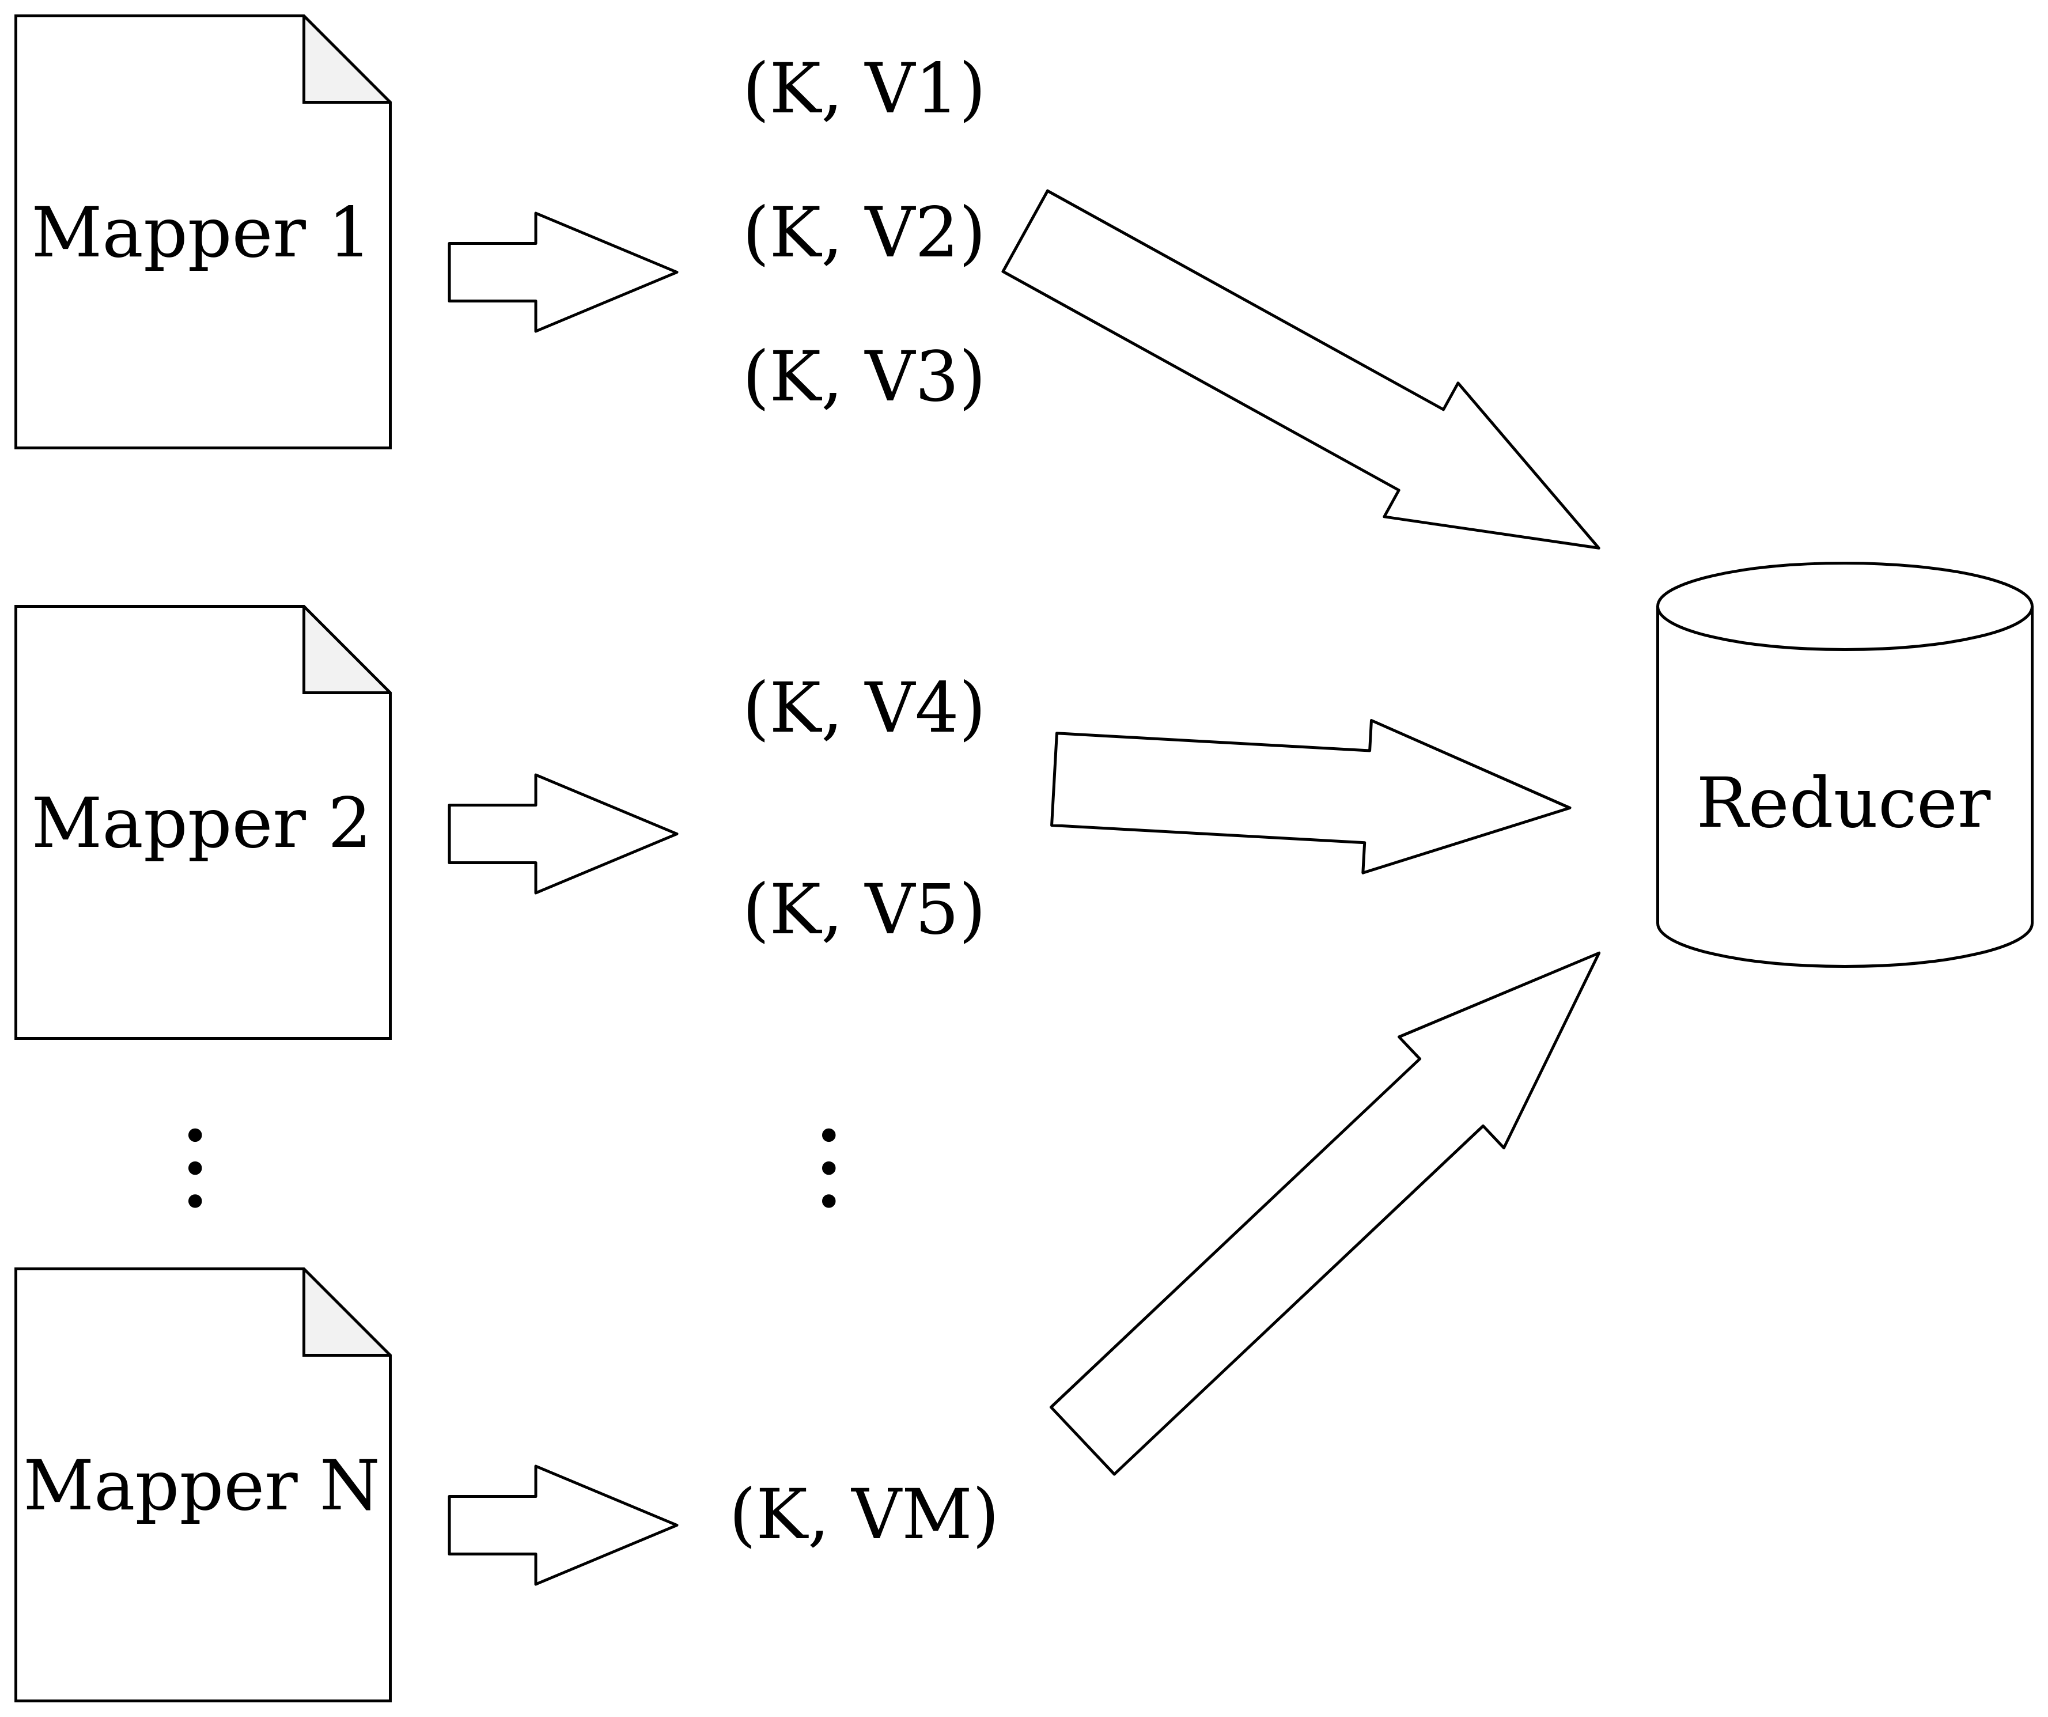 Mapper 1
(K, V1)
(K, V2)
(K, V3)
Mapper 2
(K, V4)
(K, V5)
Reducer
Mapper N
(K, VM)